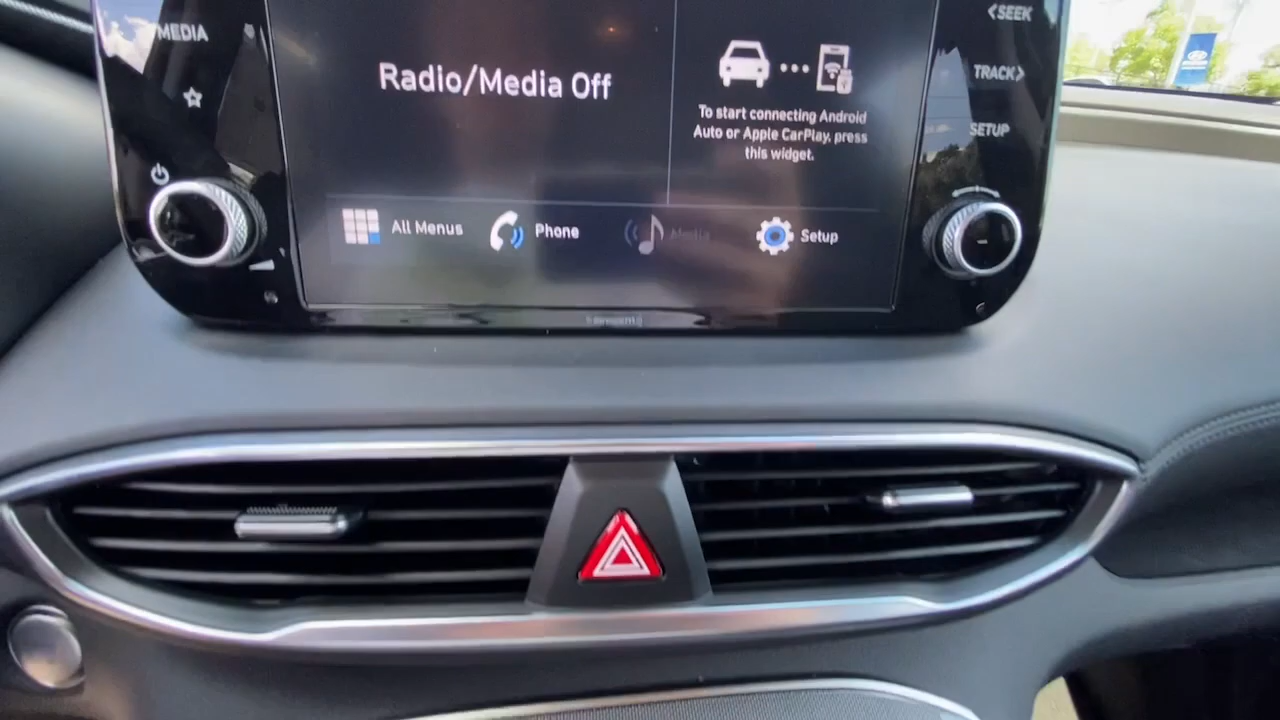 MEDIA
Radio/Media Off
To start connecting Android
Auto or Apple CarPlay, press
this widget.
All Menus
Phone
Media
Setup
<SEEK
TRACK>
SETUP